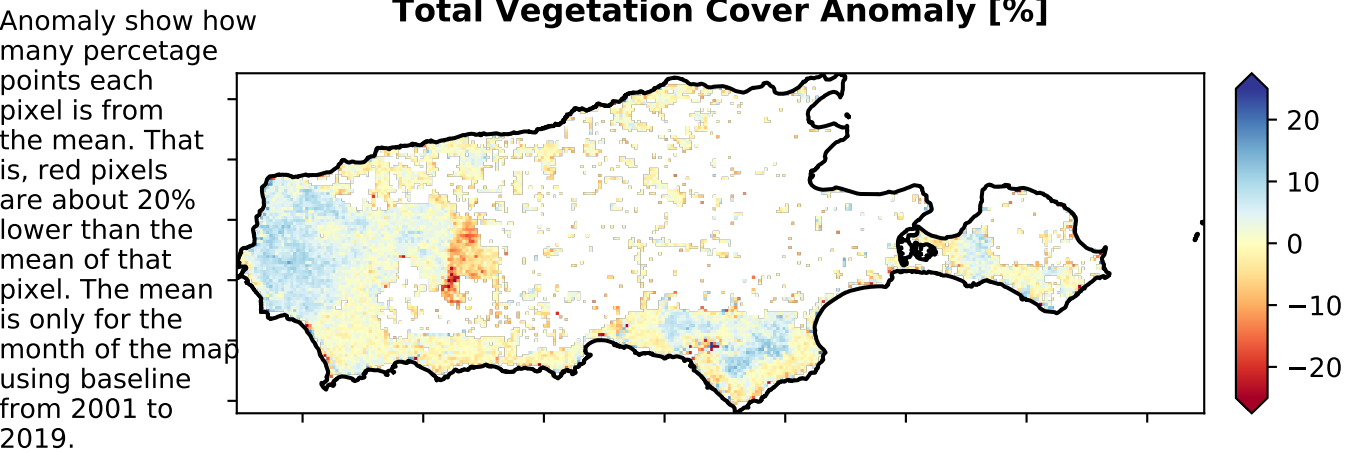 Total Vegetation Cover Anomaly [%]
Anomaly show how
many percetage
points each
pixel is from
the mean. That
is, red pixels
are about 20%
lower than the
mean of that
pixel. The mean
is only for the
month of the map
using baseline
from 2001 to
2019.
20
10
0
−10
−20